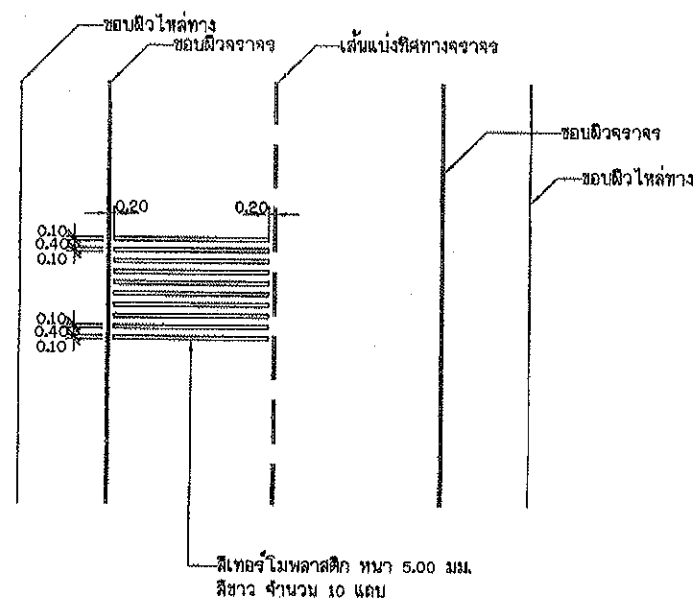 ขอบผิวไหล่ทาง
ขอบผิวจราจร
เส้นแบ่งทิศทางจราจร
ขอบผิวจราจร
ขอบผิวไหล่ทาง
0.20
0.20
0.10
0.40
0.10
0.10
0.40
0.10
สีเทอร์โมพลาสติก หนา 5.00 มม.
สีขาว จำนวน 10 แถบ